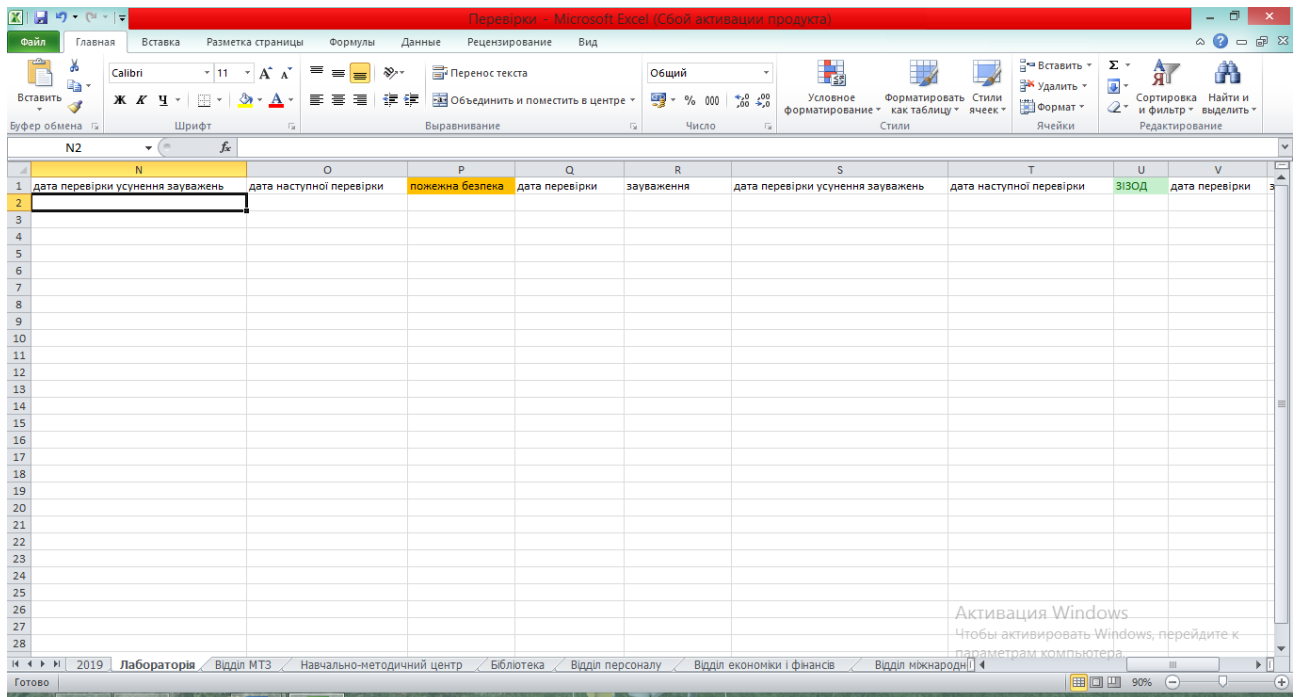 Перевірки - Microsoft Excel (Сбой активации продукта)
Файл Главная Вставка Разметка страницы Формулы Данные Рецензирование Вид
Вставить
Буфер обмена
Calibri 11
Ж К Ч
Шрифт
Перенос текста
Объединить и поместить в центре
Выравнивание
Общий
% 000
Число
Условное форматирование
Форматировать как таблицу
Стили ячеек
Стили
Вставить
Удалить
Формат
Ячейки
Сортировка и фильтр
Найти и выделить
Редактирование
N2 fx
N O P Q R S T U V
1 дата перевірки усунення зауважень дата наступної перевірки пожежна безпека дата перевірки зауваження дата перевірки усунення зауважень дата наступної перевірки ЗІЗОД дата перевірки з
2
3
4
5
6
7
8
9
10
11
12
13
14
15
16
17
18
19
20
21
22
23
24
25
26
27
28
Активация Windows
Чтобы активировать Windows, перейдите к
параметрам компьютера.
2019 Лабораторія Відділ МТЗ Навчально-методичний центр Бібліотека Відділ персоналу Відділ економіки і фінансів Відділ міжнародн
Готово 90%